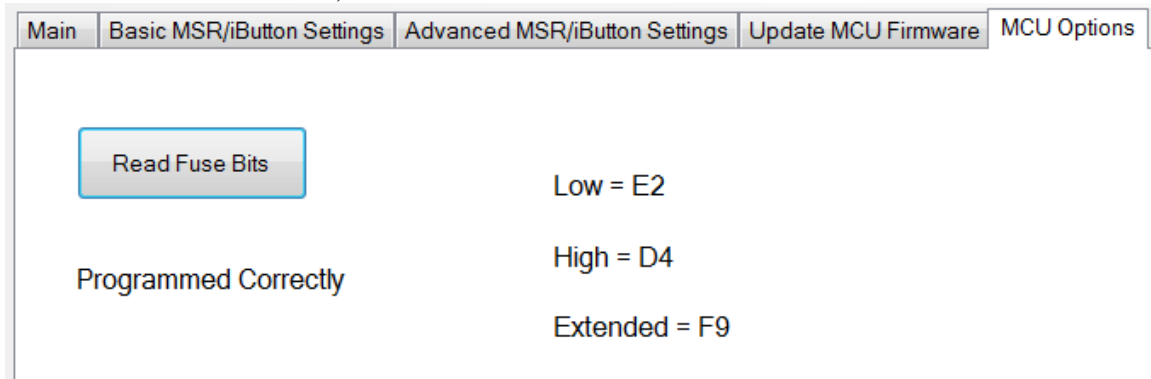 Main Basic MSR/iButton Settings Advanced MSR/iButton Settings Update MCU Firmware MCU Options
Read Fuse Bits
Low = E2
High = D4
Programmed Correctly
Extended = F9